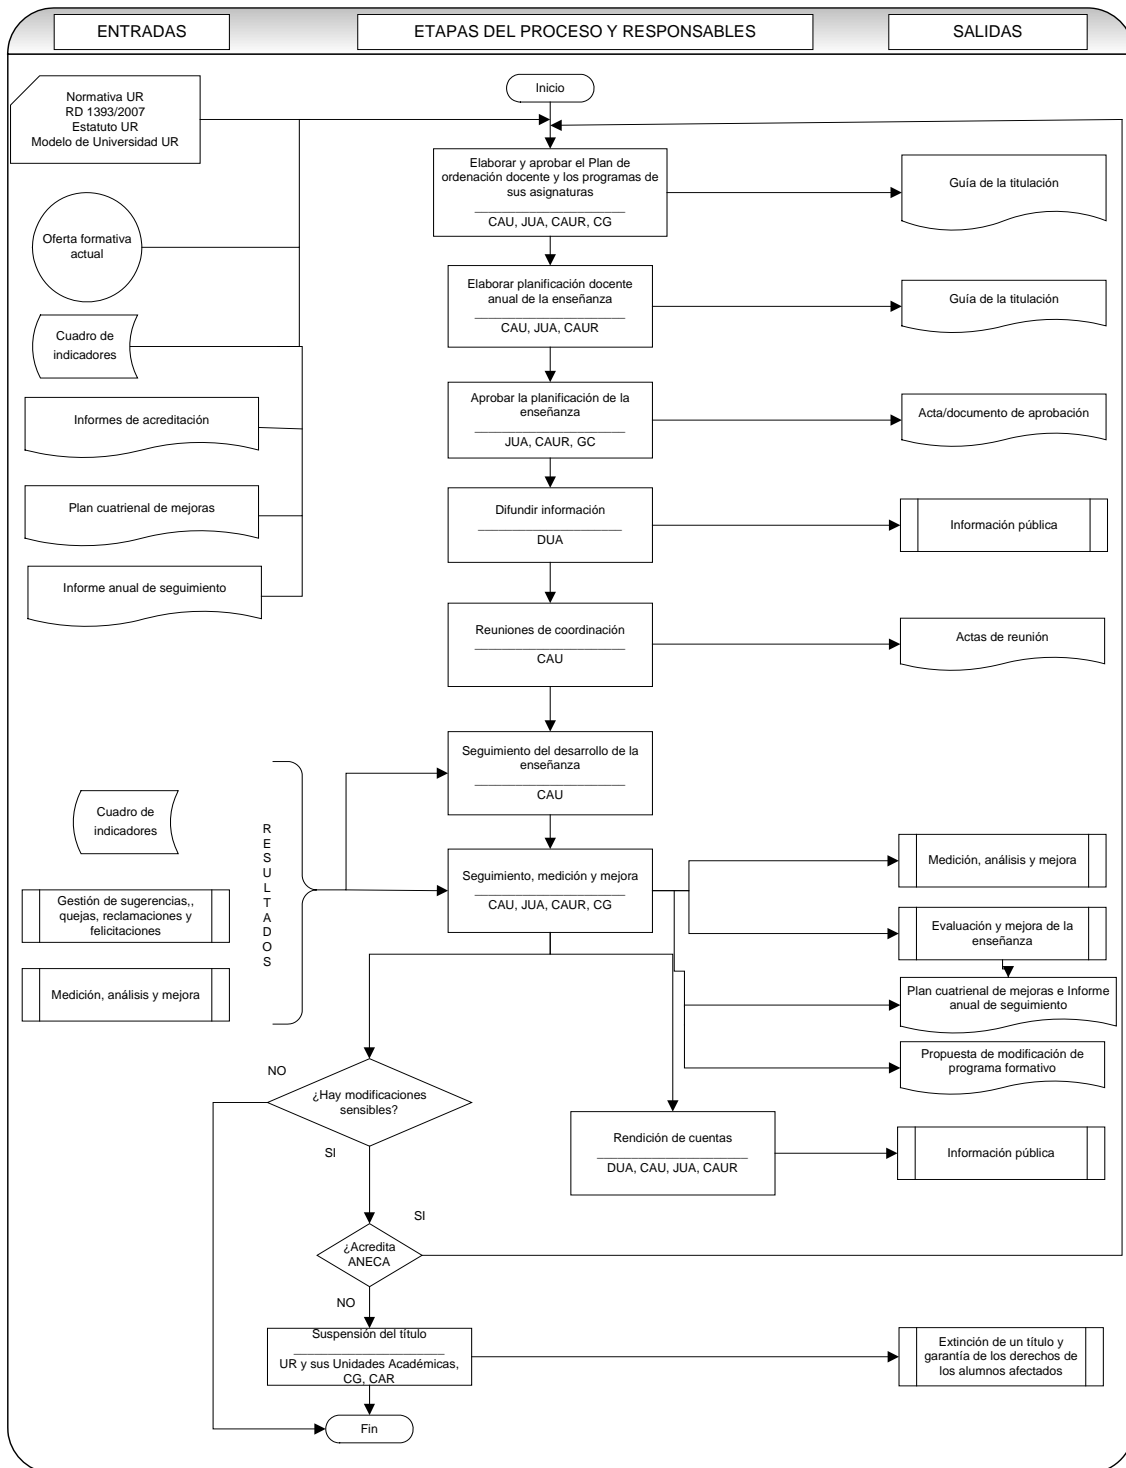 ENTRADAS
ETAPAS DEL PROCESO Y RESPONSABLES
SALIDAS
Inicio
Normativa UR
RD 1393/2007
Estatuto UR
Modelo de Universidad UR
Elaborar y aprobar el Plan de
ordenación docente y los programas de
sus asignaturas
CAU, JUA, CAUR, CG
Guía de la titulación
Oferta formativa
actual
Elaborar planificación docente
anual de la enseñanza
CAU, JUA, CAUR
Guía de la titulación
Cuadro de
indicadores
Aprobar la planificación de la
enseñanza
JUA, CAUR, GC
Acta/documento de aprobación
Informes de acreditación
Plan cuatrienal de mejoras
Difundir información
DUA
Información pública
Informe anual de seguimiento
Reuniones de coordinación
CAU
Actas de reunión
Seguimiento del desarrollo de la
enseñanza
CAU
Cuadro de
indicadores
RESULTADOS
Seguimiento, medición y mejora
CAU, JUA, CAUR, CG
Medición, análisis y mejora
Gestión de sugerencias,,
quejas, reclamaciones y
felicitaciones
Evaluación y mejora de la
enseñanza
Medición, análisis y mejora
Plan cuatrienal de mejoras e Informe
anual de seguimiento
Propuesta de modificación de
programa formativo
NO
¿Hay modificaciones
sensibles?
SI
Rendición de cuentas
DUA, CAU, JUA, CAUR
Información pública
SI
¿Acredita
ANECA
NO
Suspensión del título
UR y sus Unidades Académicas,
CG, CAR
Extinción de un título y
garantía de los derechos de
los alumnos afectados
Fin